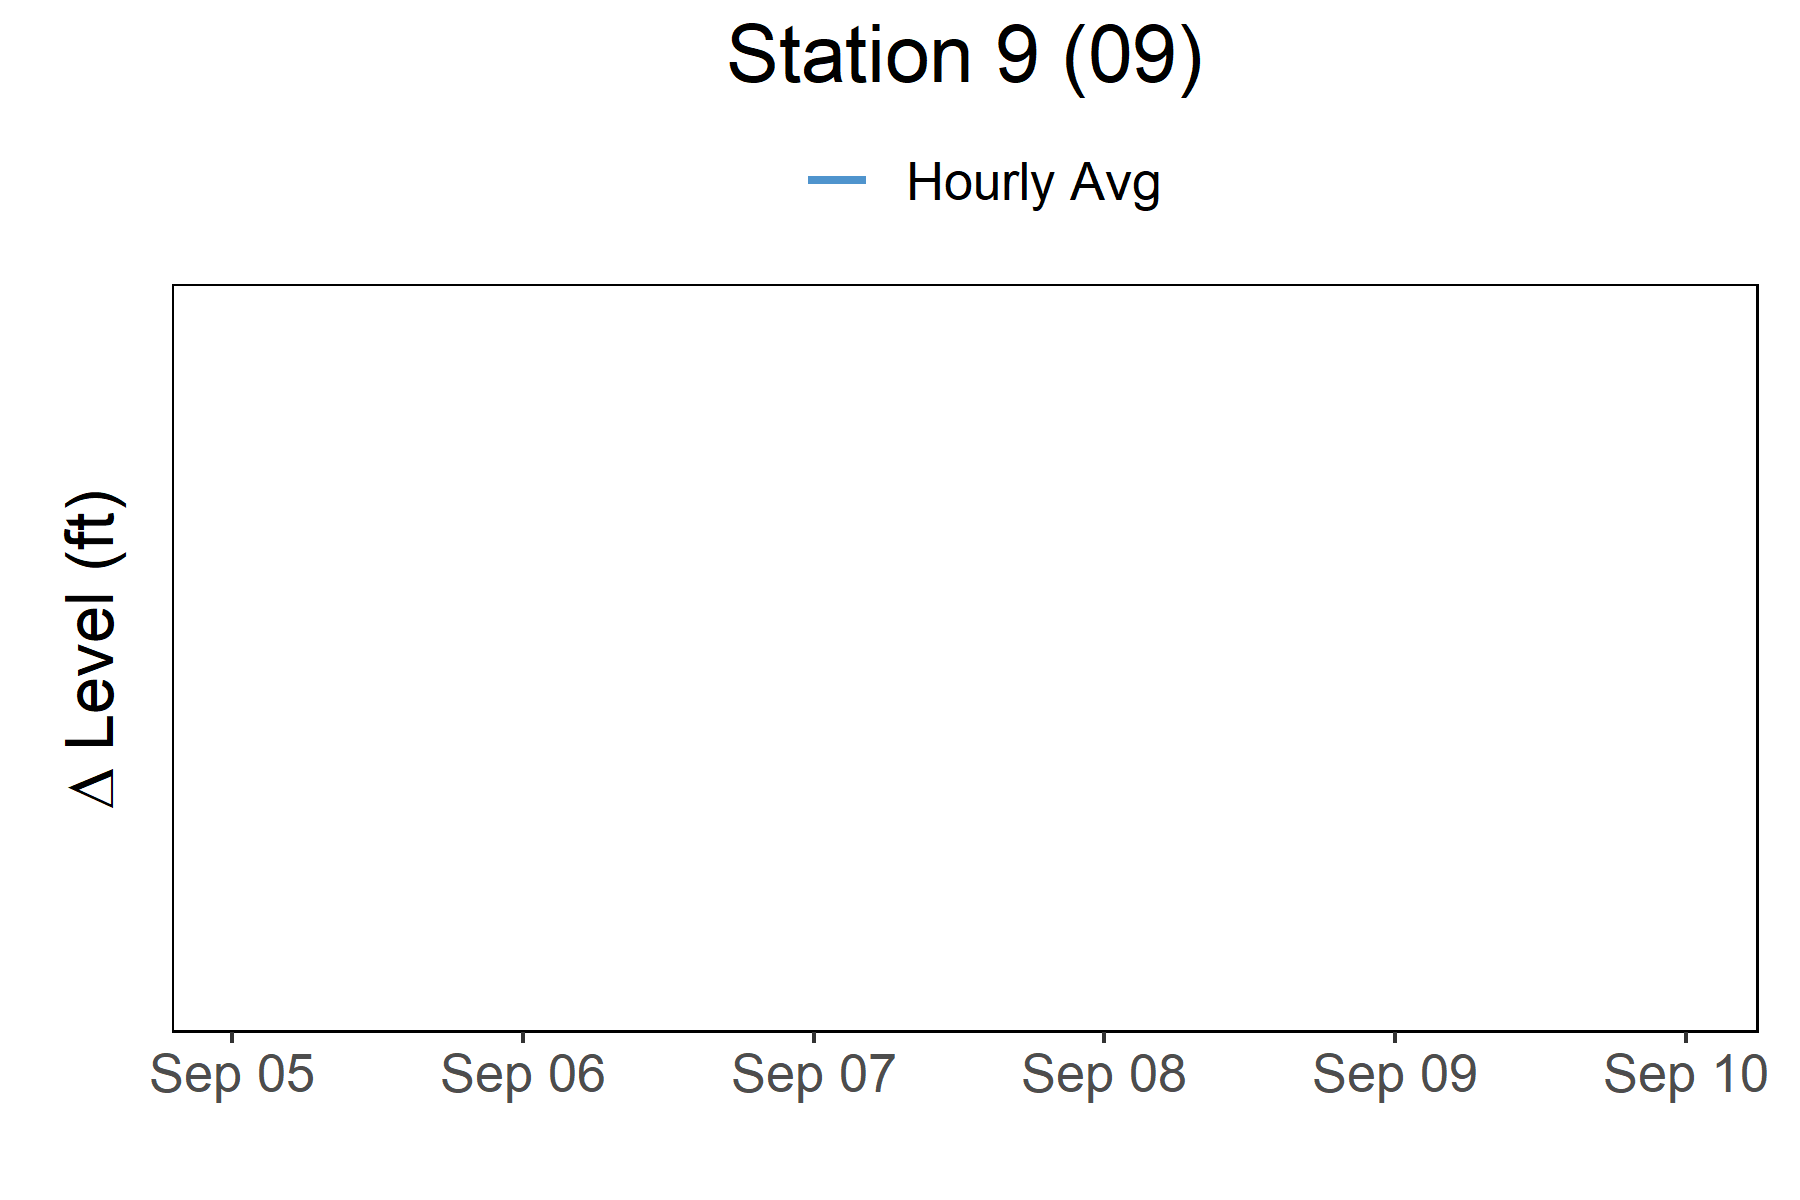 Station 9 (09)
Hourly Avg
Δ Level (ft)
Sep 05 Sep 06 Sep 07 Sep 08 Sep 09 Sep 10